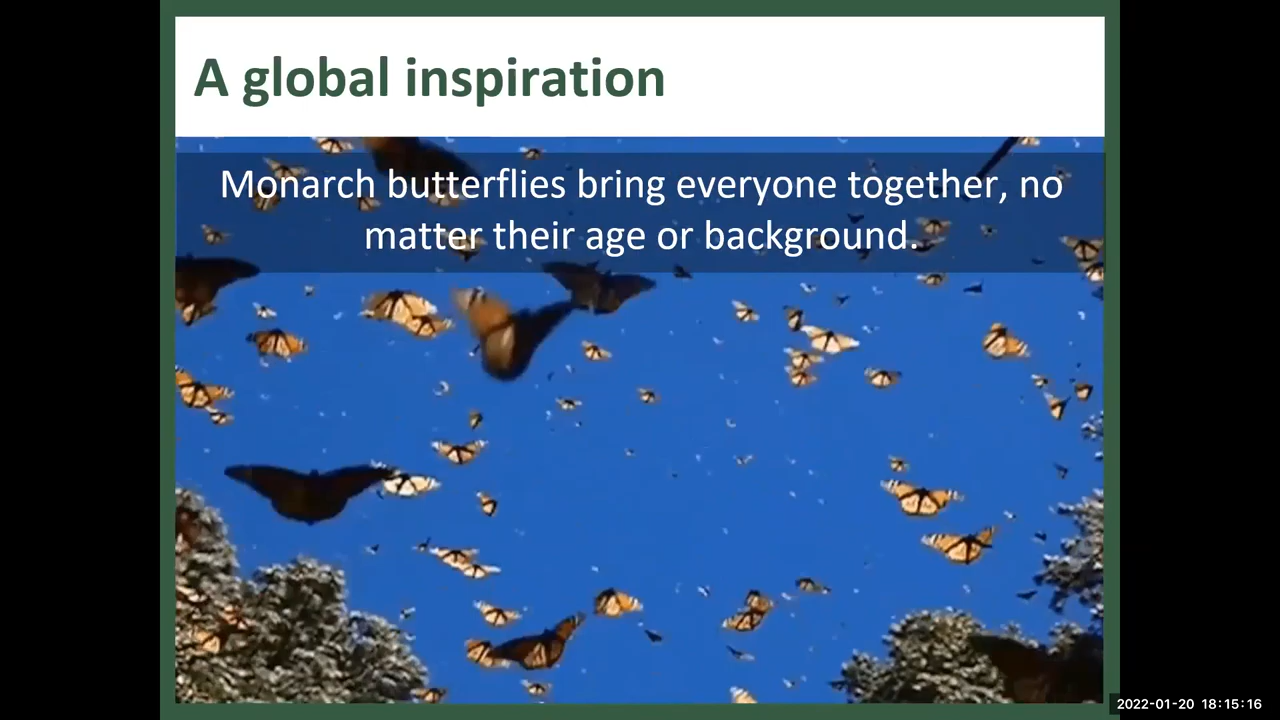 A global inspiration
Monarch butterflies bring everyone together, no
matter their age or background.
2022-01-20 18:15:16